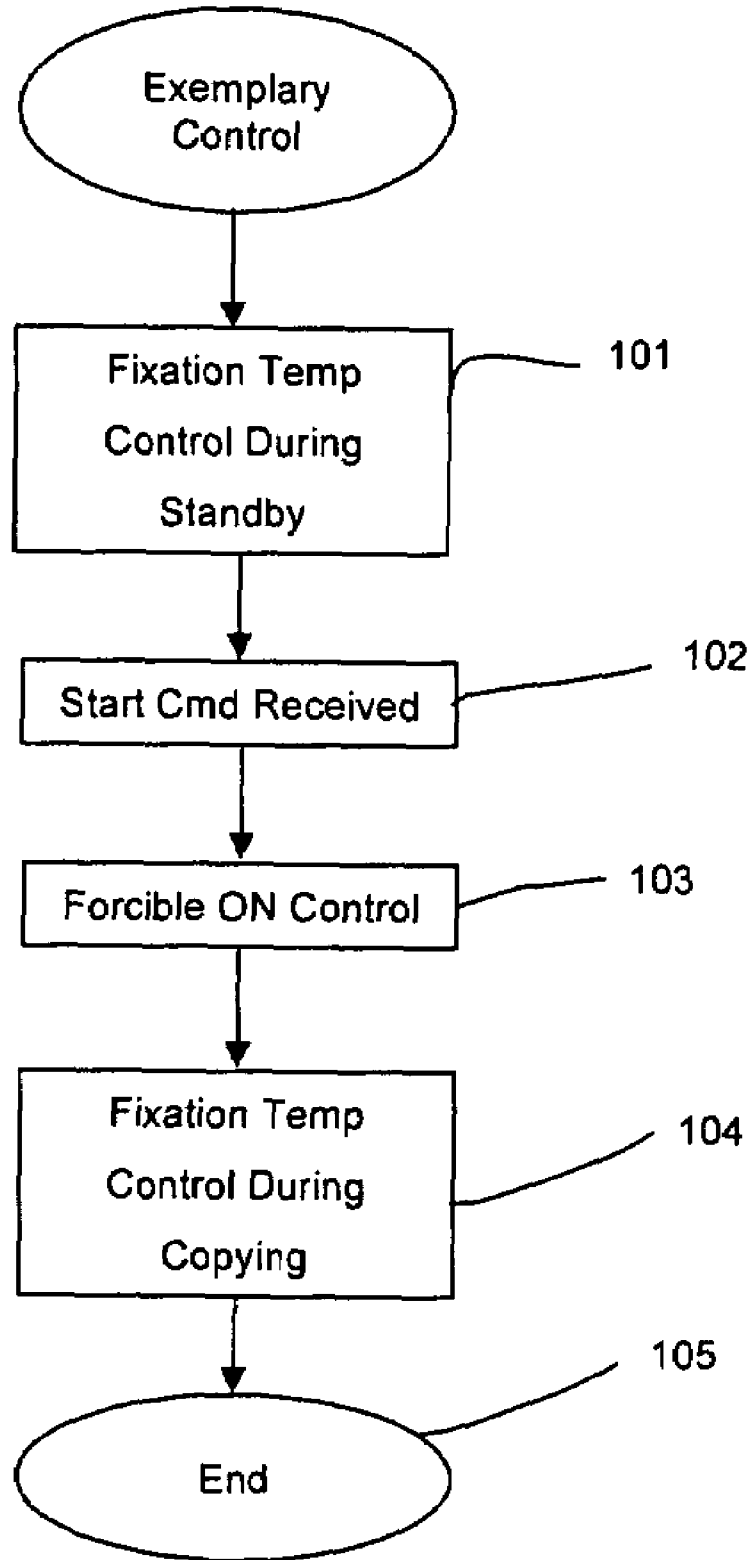 Exemplary
Control
Fixation Temp
Control During
Standby
101
Start Cmd Received
102
Forcible ON Control
103
Fixation Temp
Control During
Copying
104
End
105